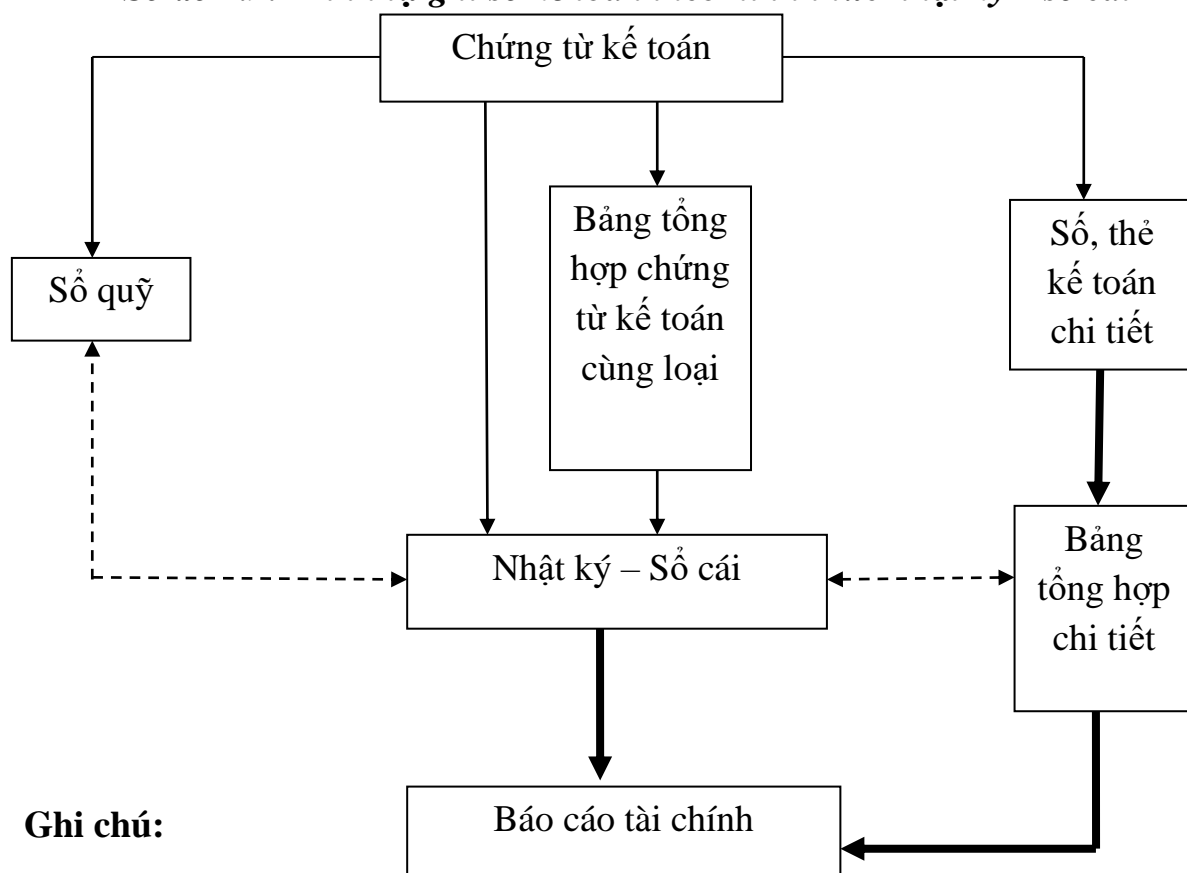 Chứng từ kế toán
Bảng tổng
hợp chứng
từ kế toán
cùng loại
Số, thẻ
kế toán
chi tiết
Sổ quỹ
Nhật ký – Sổ cái
Bảng
tổng hợp
chi tiết
Ghi chú:
Báo cáo tài chính